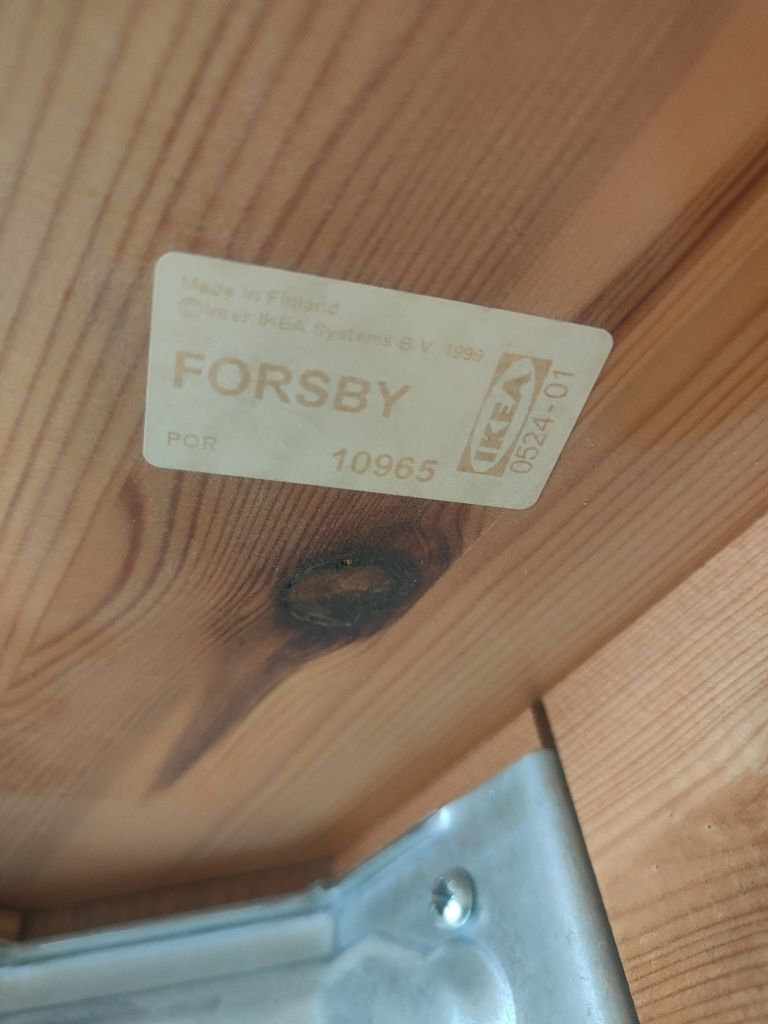 Made in Finland
©Inter IKEA Systems B.V. 1999
FORSBY
PQR
10965
IKEA®
0524-01